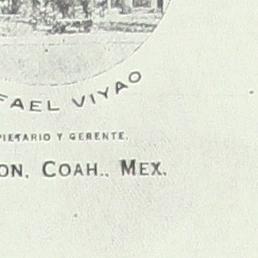 FAEL VIYAO
PIETARIO Y GERENTE.
ON, COAH., MEX.